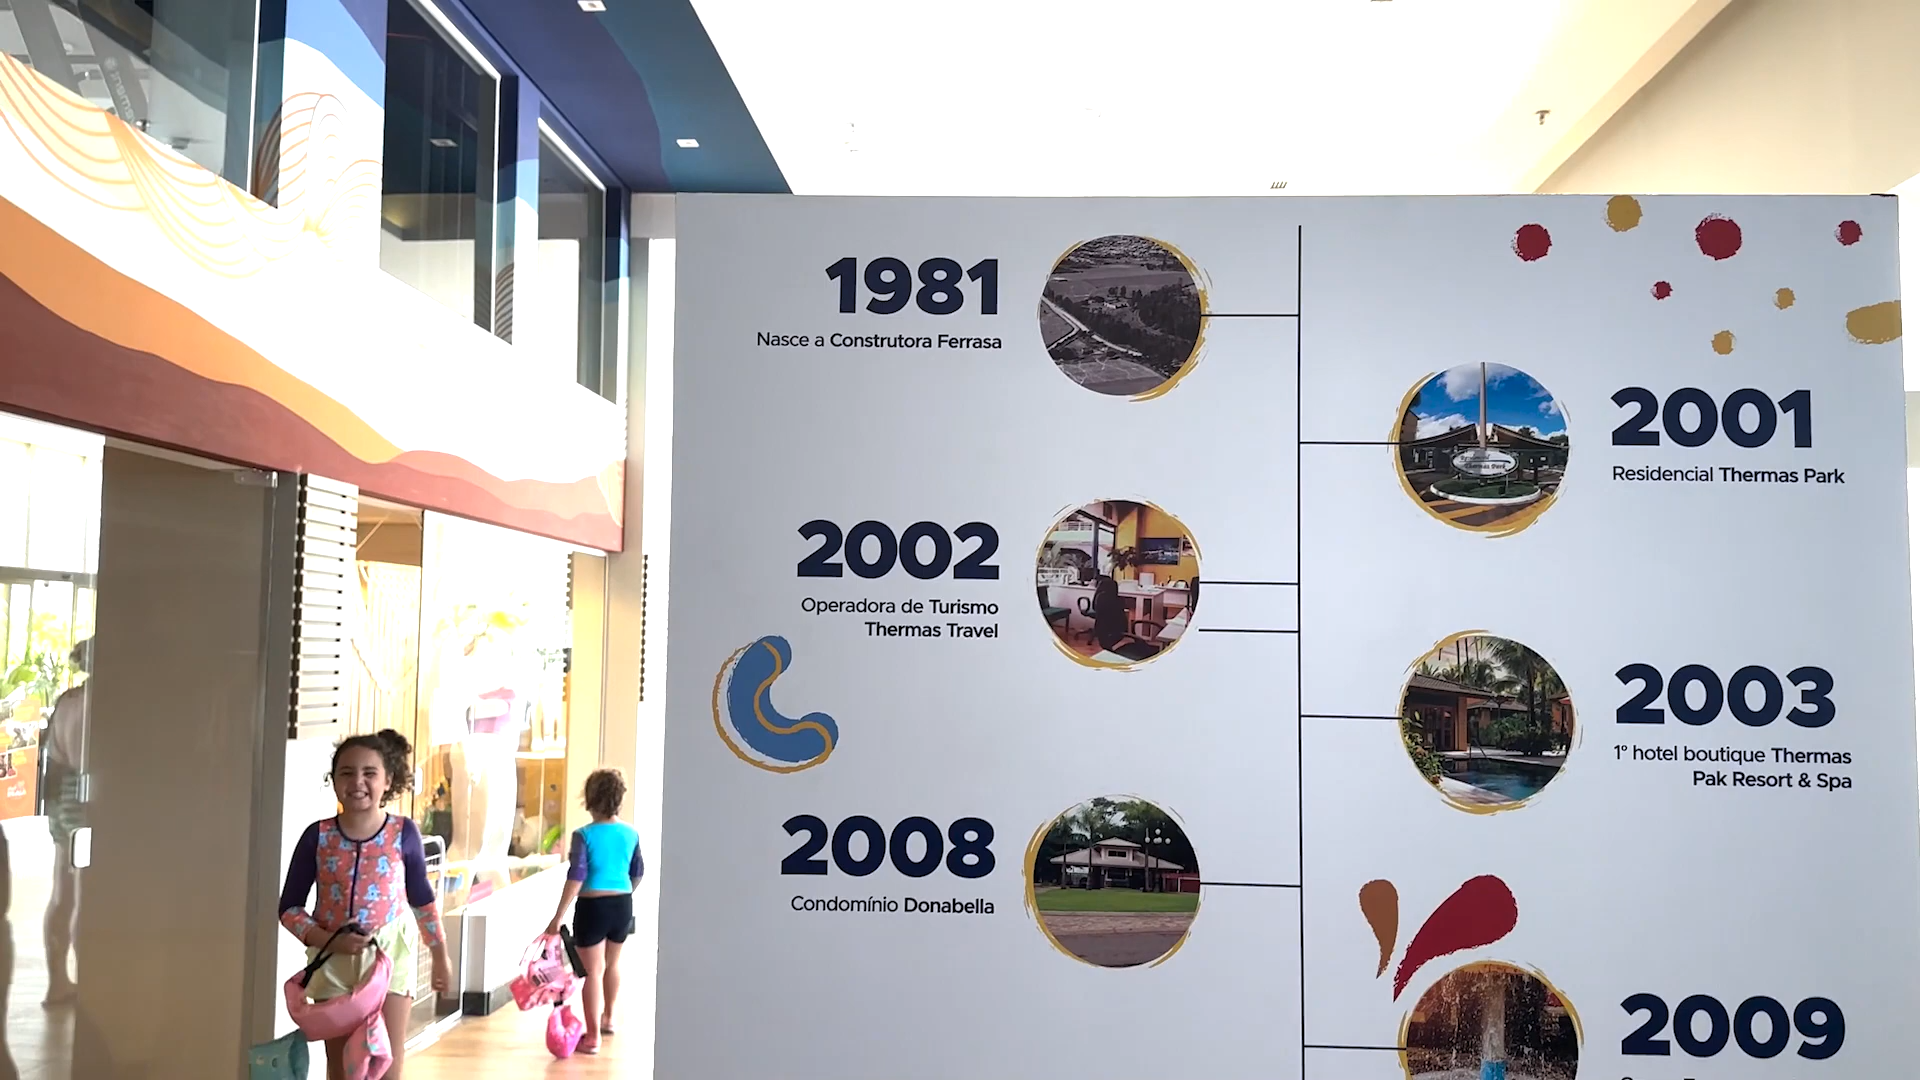 1981
Nasce a Construtora Ferrasa
2001
Residencial Thermas Park
2002
Operadora de Turismo
Thermas Travel
2003
1º hotel boutique Thermas
Pak Resort & Spa
2008
Condomínio Donabella
2009